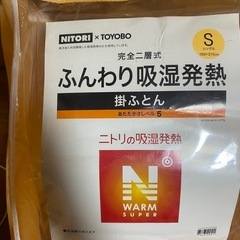 NITORI × TOYOBO
S
シングル
完全二層式
ふんわり吸湿発熱
掛ふとん
あたたかさレベル 5
ニトリの吸湿発熱
N
WARM
SUPER